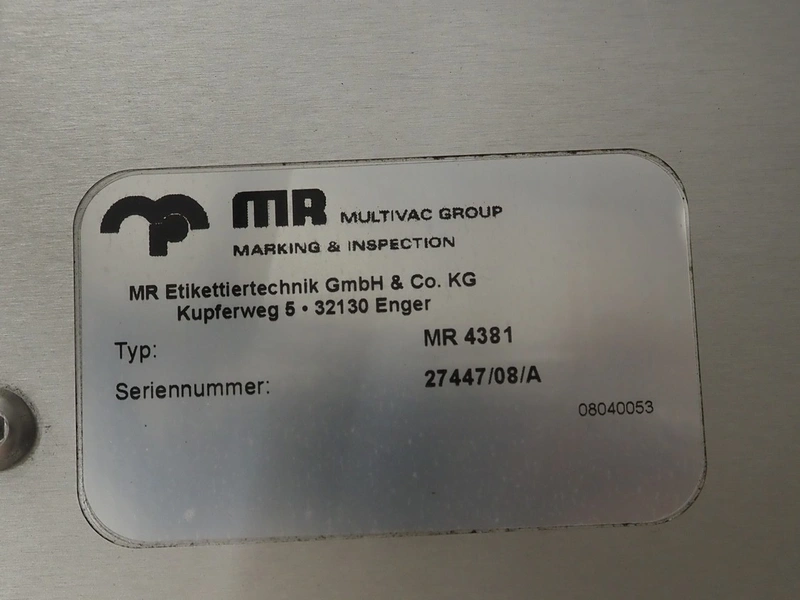 MR MULTIVAC GROUP
MARKING & INSPECTION
MR Etikettiertechnik GmbH & Co. KG
Kupferweg 5 • 32130 Enger
Typ: MR 4381
Seriennummer: 27447/08/A
08040053